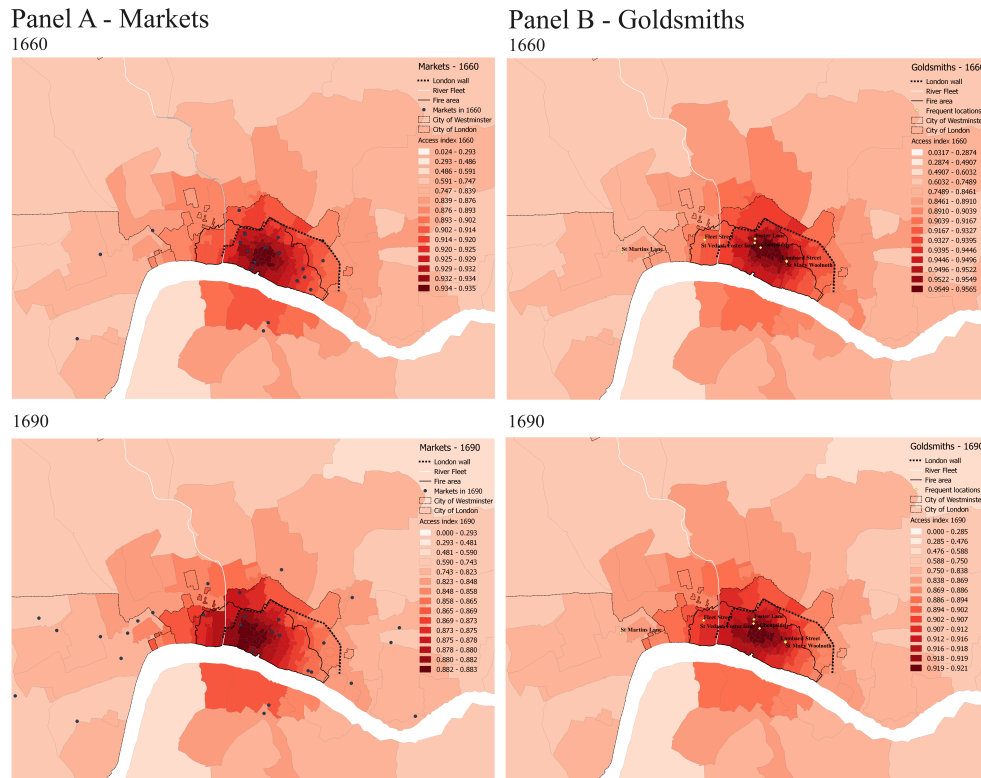 Panel A - Markets
1660
Markets - 1660
London wall
River Fleet
Fire area
Markets in 1660
City of Westminster
City of London
Access index 1660
0.024 - 0.293
0.293 - 0.486
0.486 - 0.591
0.591 - 0.747
0.747 - 0.839
0.839 - 0.876
0.876 - 0.893
0.893 - 0.902
0.902 - 0.914
0.914 - 0.920
0.920 - 0.925
0.925 - 0.929
0.929 - 0.932
0.932 - 0.934
0.934 - 0.935
1690
Markets - 1690
London wall
River Fleet
Fire area
Markets in 1690
City of Westminster
City of London
Access index 1690
0.000 - 0.293
0.293 - 0.481
0.481 - 0.590
0.590 - 0.743
0.743 - 0.823
0.823 - 0.848
0.848 - 0.858
0.858 - 0.865
0.865 - 0.869
0.869 - 0.873
0.873 - 0.875
0.875 - 0.878
0.878 - 0.880
0.880 - 0.882
0.882 - 0.883
Panel B - Goldsmiths
1660
Goldsmiths - 1660
London wall
River Fleet
Fire area
Frequent locations
City of Westminster
City of London
Access index 1660
0.0317 - 0.2874
0.2874 - 0.4907
0.4907 - 0.6032
0.6032 - 0.7489
0.7489 - 0.8461
0.8461 - 0.8910
0.8910 - 0.9039
0.9039 - 0.9167
0.9167 - 0.9327
0.9327 - 0.9395
0.9395 - 0.9446
0.9446 - 0.9496
0.9496 - 0.9522
0.9522 - 0.9549
0.9549 - 0.9565
Fleet Street
Foster Lane
St Martins Lane
Lombard Street
St Mary Woolnoth
1690
Goldsmiths - 1690
London wall
River Fleet
Fire area
Frequent locations
City of Westminster
City of London
Access index 1690
0.000 - 0.285
0.285 - 0.476
0.476 - 0.588
0.588 - 0.750
0.750 - 0.838
0.838 - 0.869
0.869 - 0.886
0.886 - 0.894
0.894 - 0.902
0.902 - 0.907
0.907 - 0.912
0.912 - 0.916
0.916 - 0.918
0.918 - 0.919
0.919 - 0.921
Fleet Street
Foster Lane
St Martins Lane
Lombard Street
St Mary Woolnoth